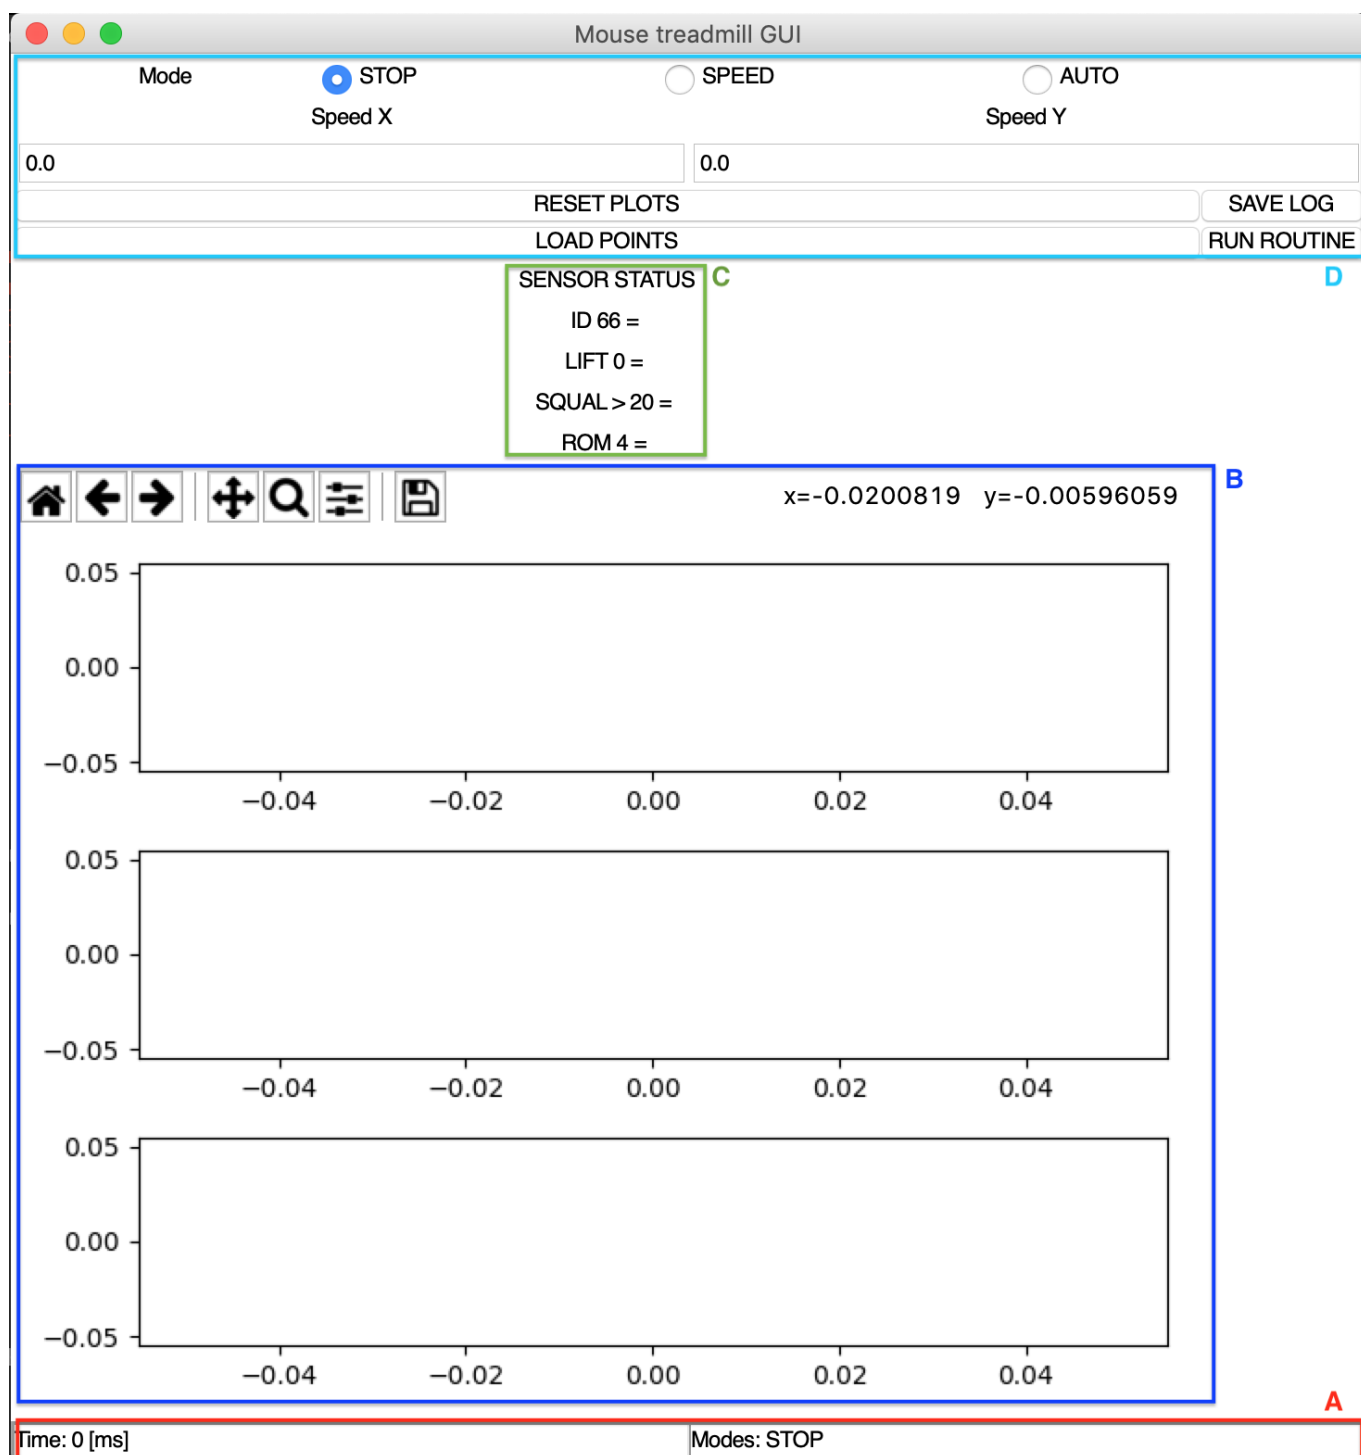 Mouse treadmill GUI
Mode STOP SPEED AUTO
Speed X Speed Y
0.0 0.0
RESET PLOTS SAVE LOG
LOAD POINTS RUN ROUTINE
SENSOR STATUS C D
ID 66 =
LIFT 0 =
SQUAL > 20 =
ROM 4 =
B
x=-0.0200819 y=-0.00596059
0.05
0.00
−0.05
−0.04 −0.02 0.00 0.02 0.04
0.05
0.00
−0.05
−0.04 −0.02 0.00 0.02 0.04
0.05
0.00
−0.05
−0.04 −0.02 0.00 0.02 0.04
A
Time: 0 [ms] Modes: STOP